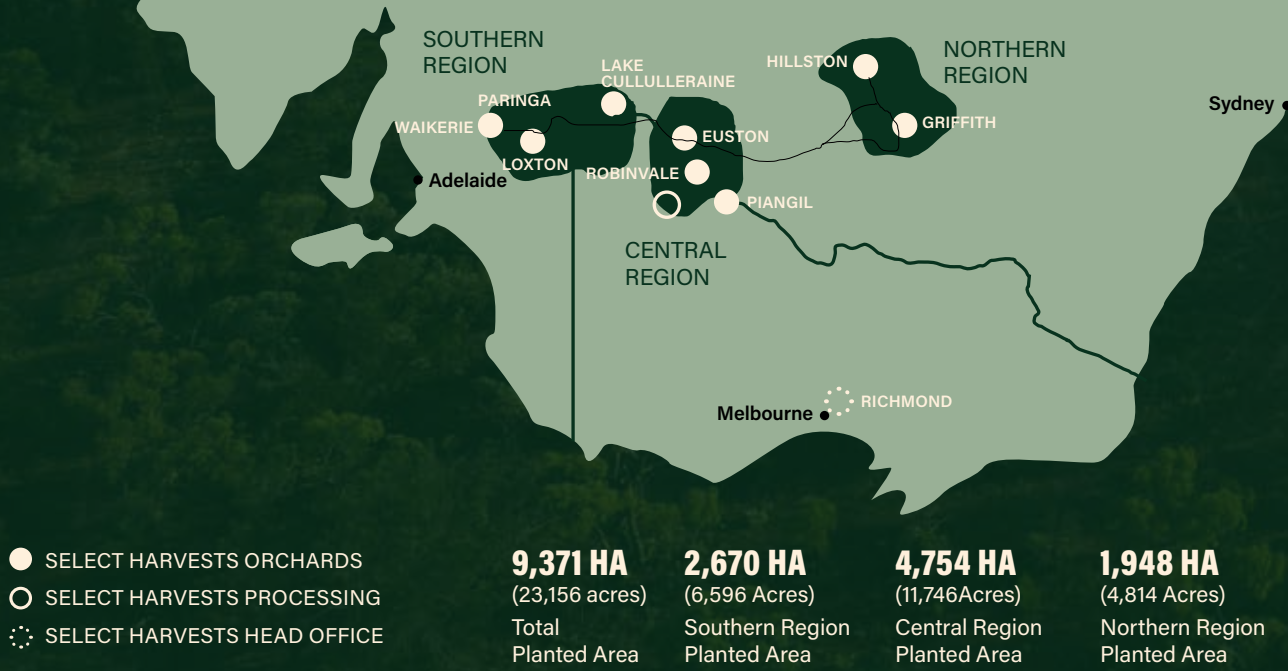 SOUTHERN
REGION
NORTHERN
REGION
HILLSTON
LAKE
CULLULLERAINE
PARINGA
Sydney
WAIKERIE
GRIFFITH
EUSTON
LOXTON
ROBINVALE
Adelaide
PIANGIL
CENTRAL
REGION
Melbourne
RICHMOND
SELECT HARVESTS ORCHARDS
SELECT HARVESTS PROCESSING
SELECT HARVESTS HEAD OFFICE
9,371 HA
(23,156 acres)
Total
Planted Area
2,670 HA
(6,596 Acres)
Southern Region
Planted Area
4,754 HA
(11,746Acres)
Central Region
Planted Area
1,948 HA
(4,814 Acres)
Northern Region
Planted Area